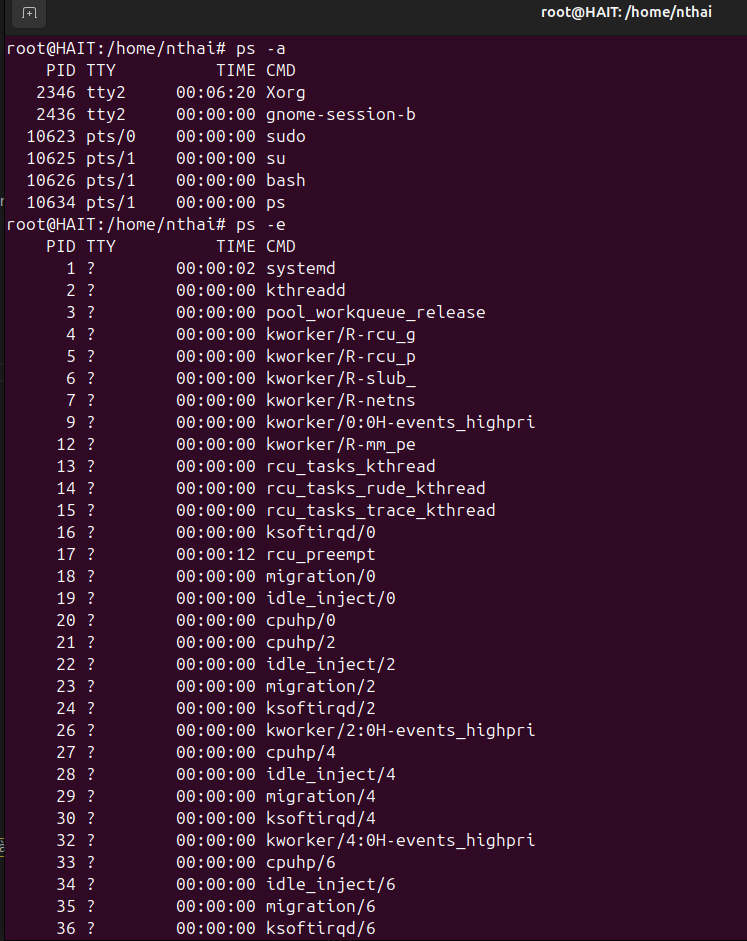 root@HAIT: /home/nthai
root@HAIT:/home/nthai# ps -a
    PID TTY          TIME CMD
   2346 tty2     00:06:20 Xorg
   2436 tty2     00:00:00 gnome-session-b
  10623 pts/0    00:00:00 sudo
  10625 pts/1    00:00:00 su
  10626 pts/1    00:00:00 bash
  10634 pts/1    00:00:00 ps
root@HAIT:/home/nthai# ps -e
    PID TTY          TIME CMD
      1 ?        00:00:02 systemd
      2 ?        00:00:00 kthreadd
      3 ?        00:00:00 pool_workqueue_release
      4 ?        00:00:00 kworker/R-rcu_g
      5 ?        00:00:00 kworker/R-rcu_p
      6 ?        00:00:00 kworker/R-slub_
      7 ?        00:00:00 kworker/R-netns
      9 ?        00:00:00 kworker/0:0H-events_highpri
     12 ?        00:00:00 kworker/R-mm_pe
     13 ?        00:00:00 rcu_tasks_kthread
     14 ?        00:00:00 rcu_tasks_rude_kthread
     15 ?        00:00:00 rcu_tasks_trace_kthread
     16 ?        00:00:00 ksoftirqd/0
     17 ?        00:00:12 rcu_preempt
     18 ?        00:00:00 migration/0
     19 ?        00:00:00 idle_inject/0
     20 ?        00:00:00 cpuhp/0
     21 ?        00:00:00 cpuhp/2
     22 ?        00:00:00 idle_inject/2
     23 ?        00:00:00 migration/2
     24 ?        00:00:00 ksoftirqd/2
     26 ?        00:00:00 kworker/2:0H-events_highpri
     27 ?        00:00:00 cpuhp/4
     28 ?        00:00:00 idle_inject/4
     29 ?        00:00:00 migration/4
     30 ?        00:00:00 ksoftirqd/4
     32 ?        00:00:00 kworker/4:0H-events_highpri
     33 ?        00:00:00 cpuhp/6
     34 ?        00:00:00 idle_inject/6
     35 ?        00:00:00 migration/6
     36 ?        00:00:00 ksoftirqd/6